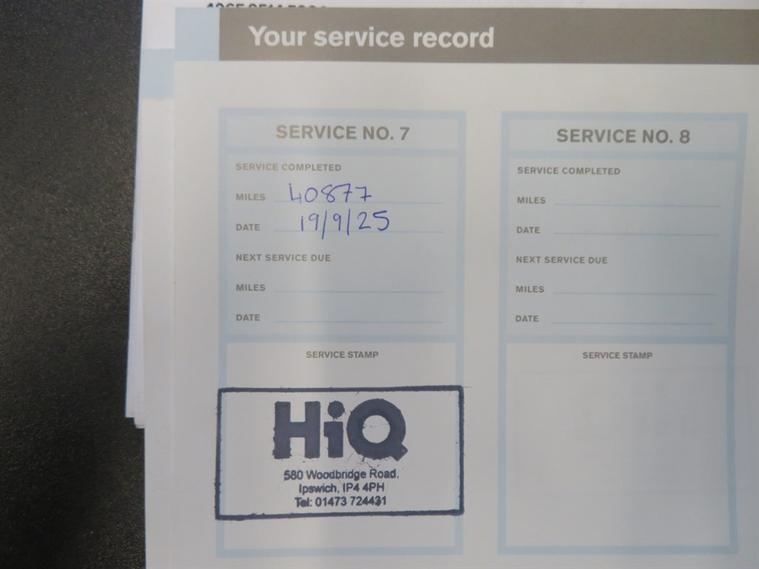 Your service record
SERVICE NO. 7
SERVICE COMPLETED
MILES 40877
DATE 19/9/25
NEXT SERVICE DUE
MILES
DATE
SERVICE STAMP
HiQ
580 Woodbridge Road.
Ipswich, IP4 4PH
Tel: 01473 724431
SERVICE NO. 8
SERVICE COMPLETED
MILES
DATE
NEXT SERVICE DUE
MILES
DATE
SERVICE STAMP